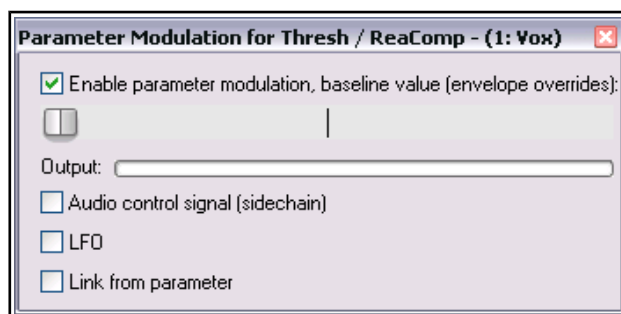 Parameter Modulation for Thresh / ReaComp - (1: Vox)
Enable parameter modulation, baseline value (envelope overrides):
Output:
Audio control signal (sidechain)
LFO
Link from parameter